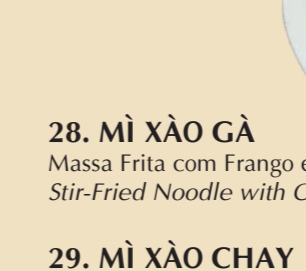 28. MÌ XÀO GÀ
Massa Frita com Frango e
Stir-Fried Noodle with
29. MÌ XÀO CHAY